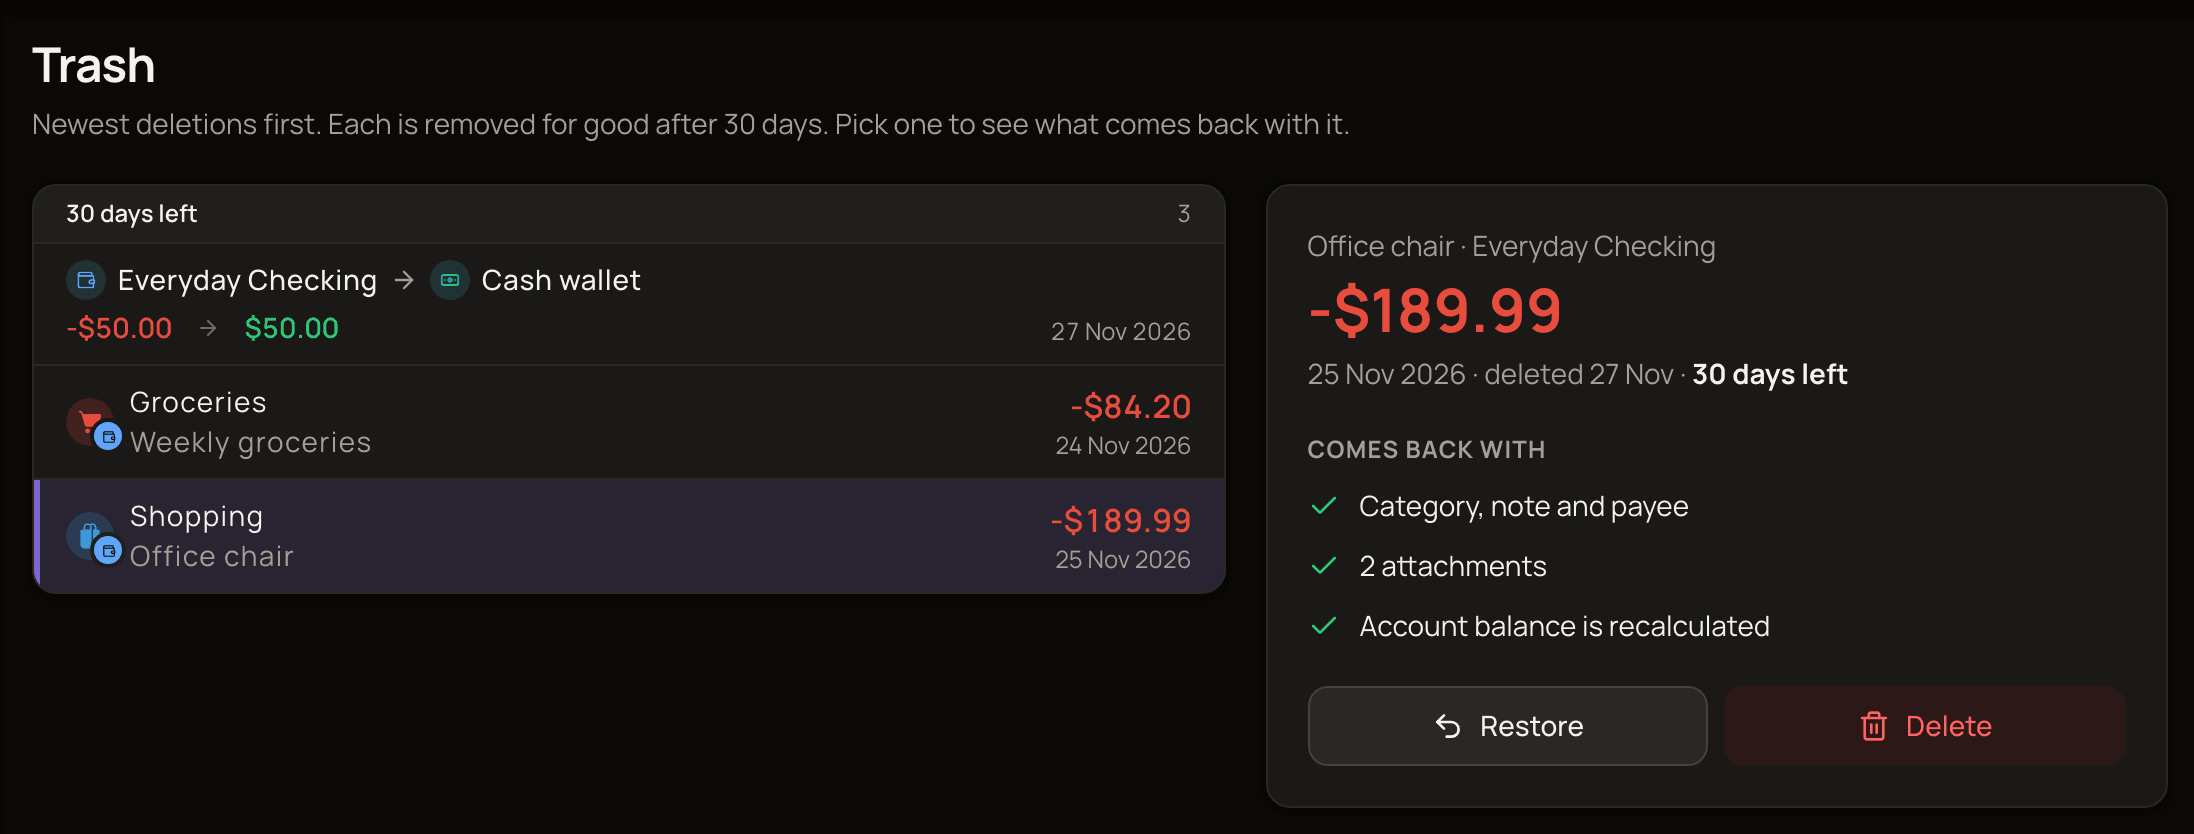 Trash
Newest deletions first. Each is removed for good after 30 days. Pick one to see what comes back with it.
30 days left 3
Everyday Checking → Cash wallet
-$50.00 → $50.00 27 Nov 2026
Groceries -$84.20
Weekly groceries 24 Nov 2026
Shopping -$189.99
Office chair 25 Nov 2026
Office chair · Everyday Checking
-$189.99
25 Nov 2026 · deleted 27 Nov · 30 days left
COMES BACK WITH
Category, note and payee
2 attachments
Account balance is recalculated
Restore Delete